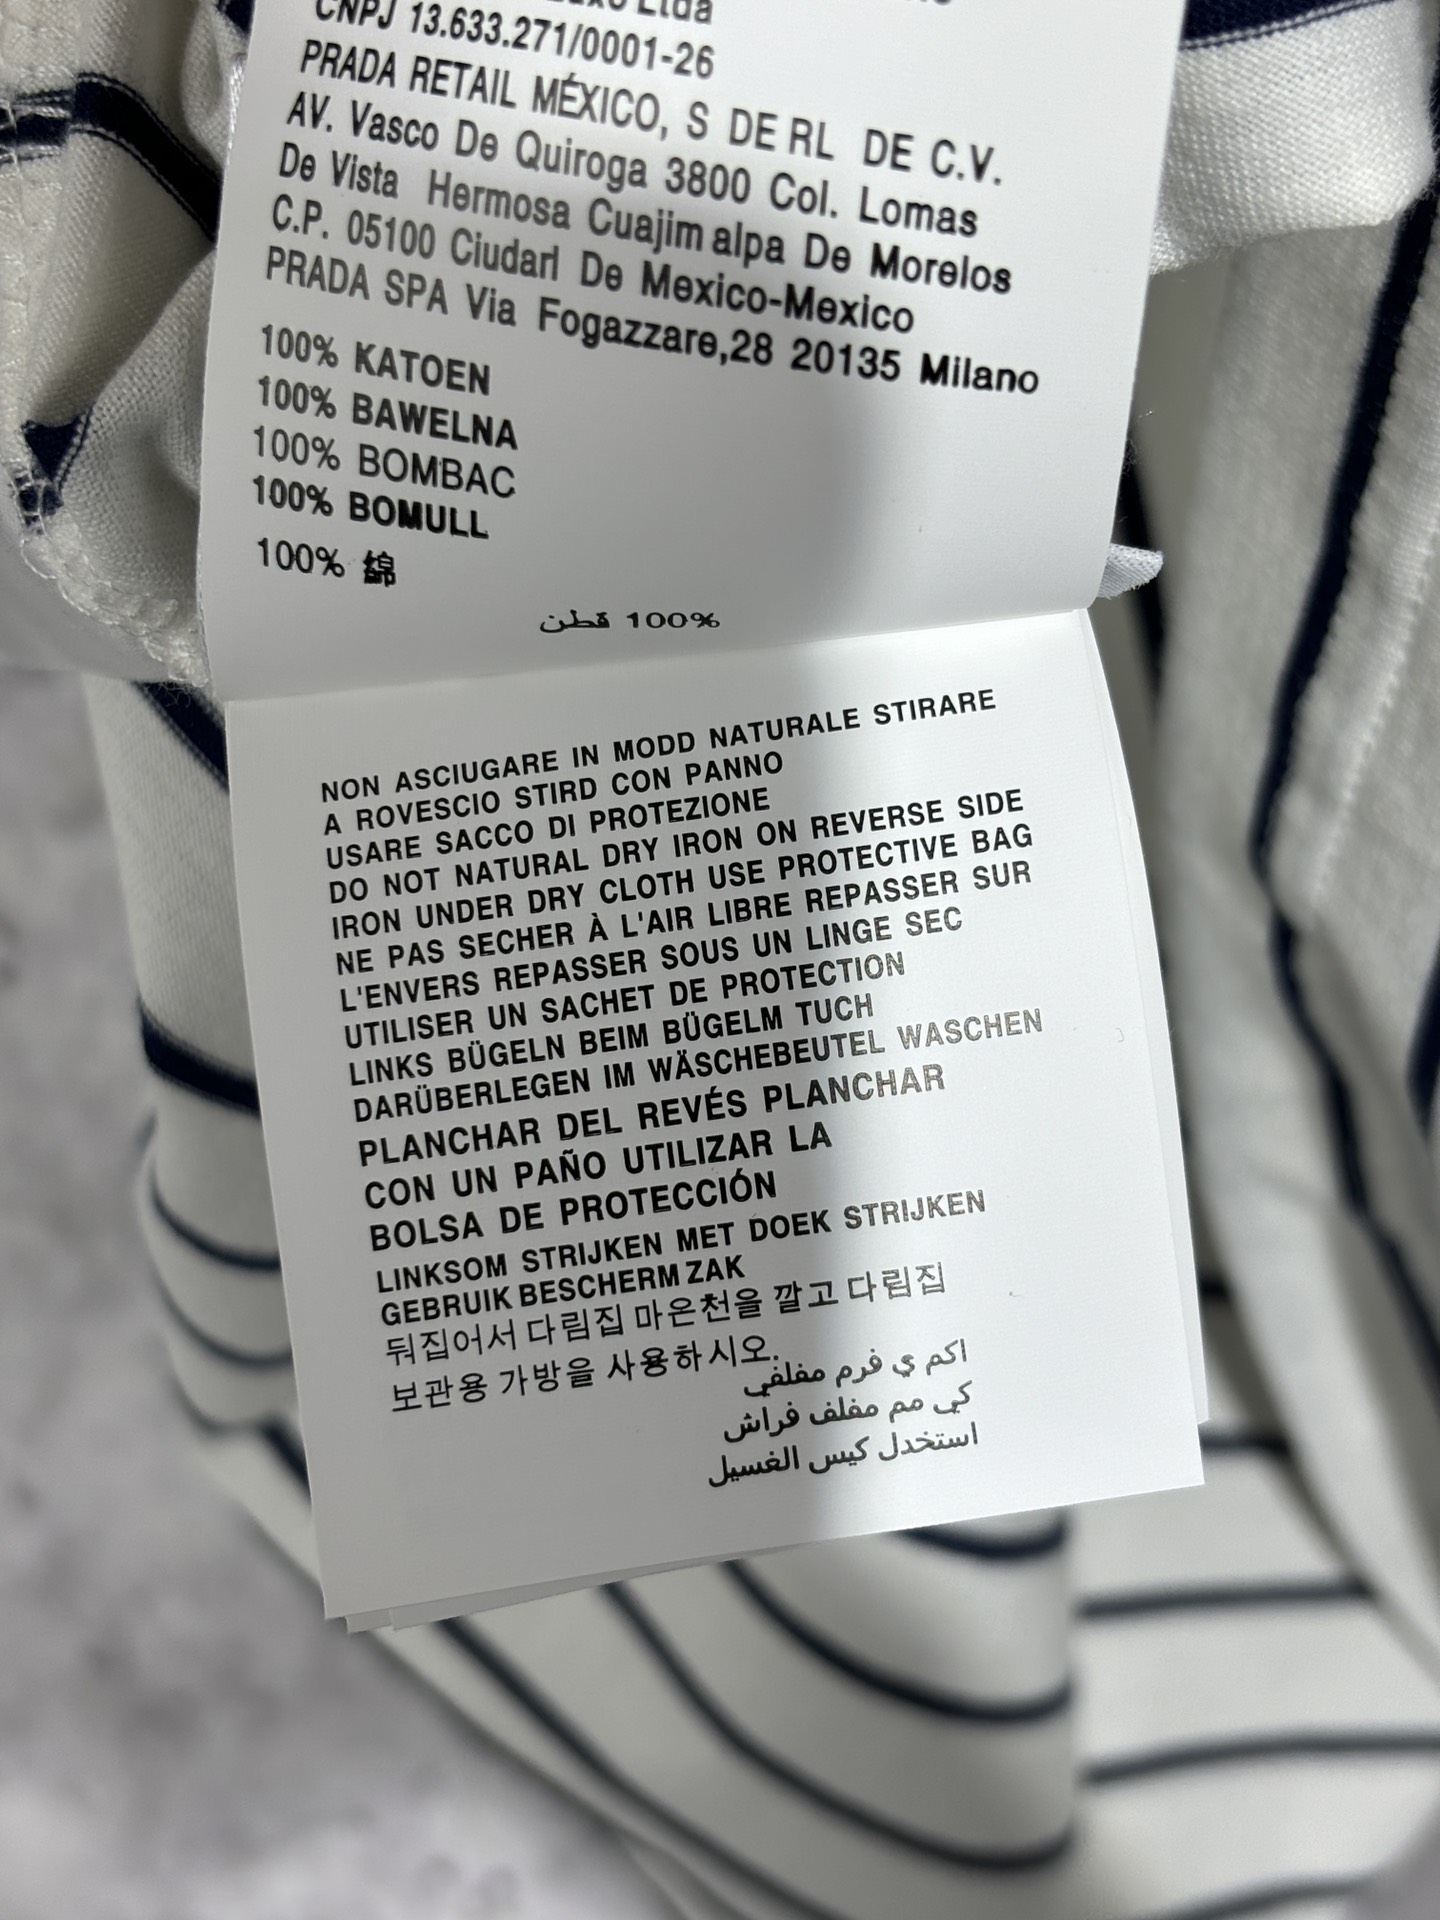 Ltda
CNPJ 13.633.271/0001-26
PRADA RETAIL MÉXICO, S DE RL DE C.V.
AV. Vasco De Quiroga 3800 Col. Lomas
De Vista Hermosa Cuajimalpa De Morelos
C.P. 05100 Ciudarl De Mexico-Mexico
PRADA SPA Via Fogazzare,28 20135 Milano
100% KATOEN
100% BAWELNA
100% BOMBAC
100% BOMULL
100% 綿
100% قطن
NON ASCIUGARE IN MODD NATURALE STIRARE
A ROVESCIO STIRD CON PANNO
USARE SACCO DI PROTEZIONE
DO NOT NATURAL DRY IRON ON REVERSE SIDE
IRON UNDER DRY CLOTH USE PROTECTIVE BAG
NE PAS SECHER À L'AIR LIBRE REPASSER SUR
L'ENVERS REPASSER SOUS UN LINGE SEC
UTILISER UN SACHET DE PROTECTION
LINKS BÜGELN BEIM BÜGELM TUCH
DARÜBERLEGEN IM WÄSCHEBEUTEL WASCHEN
PLANCHAR DEL REVÉS PLANCHAR
CON UN PAÑO UTILIZAR LA
BOLSA DE PROTECCIÓN
LINKSOM STRIJKEN MET DOEK STRIJKEN
GEBRUIK BESCHERM ZAK
뒤집어서 다림집 마은천을 깔고 다림집
보관용 가방을 사용하시오.
اكم ي فرم مفلفي
كي مم مفلف فراش
استخدل كيس الغسيل